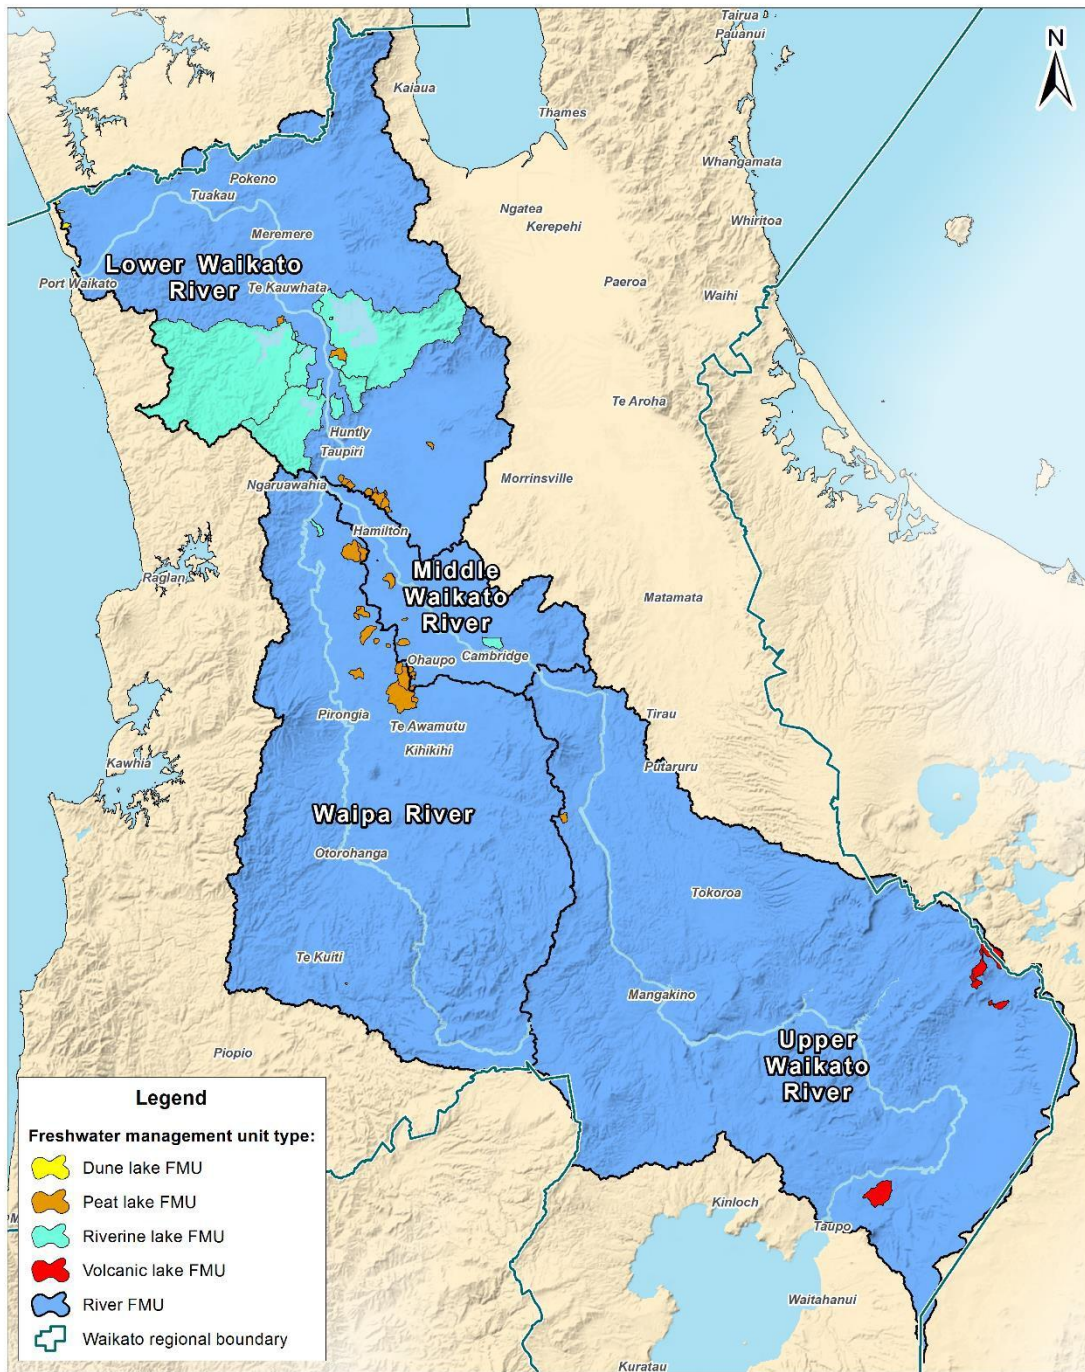 Tairua
Pauanui
N
Kaiaua
Thames
Whangamata
Pokeno
Tuakau
Ngatea
Kerepehi
Whiritoa
Meremere
Lower Waikato
River
Port Waikato
Te Kauwhata
Paeroa
Waihi
Te Aroha
Huntly
Taupiri
Morrinsville
Ngaruawahia
Hamilton
Raglan
Middle
Waikato
River
Matamata
Ohaupo
Cambridge
Pirongia
Te Awamutu
Kihikihi
Tirau
Kawhia
Putaruru
Waipa River
Otorohanga
Tokoroa
Te Kuiti
Mangakino
Piopio
Upper
Waikato
River
Kinloch
Taupo
Waitahanui
Kuratau
Legend
Freshwater management unit type:
Dune lake FMU
Peat lake FMU
Riverine lake FMU
Volcanic lake FMU
River FMU
Waikato regional boundary